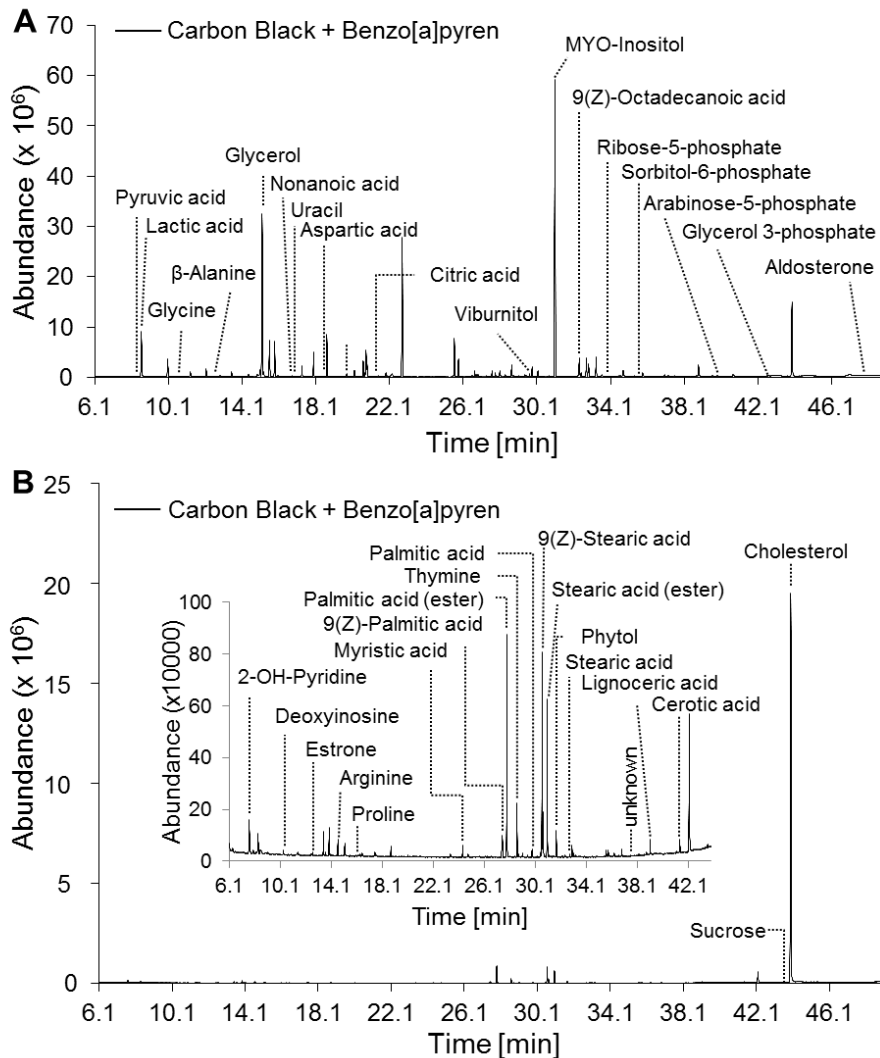 A
70
Carbon Black + Benzo[a]pyren
MYO-Inositol
60
9(Z)-Octadecanoic acid
50
Ribose-5-phosphate
Glycerol
Sorbitol-6-phosphate
40
Nonanoic acid
Pyruvic acid
Uracil
Arabinose-5-phosphate
Lactic acid
Aspartic acid
30
Glycerol 3-phosphate
β-Alanine
Citric acid
Aldosterone
20
Glycine
Viburnitol
10
0
Abundance (x 10⁶)
6.1 10.1 14.1 18.1 22.1 26.1 30.1 34.1 38.1 42.1 46.1
Time [min]
B
25
Carbon Black + Benzo[a]pyren
9(Z)-Stearic acid
Palmitic acid
Cholesterol
Thymine
20
Stearic acid (ester)
Palmitic acid (ester)
100
9(Z)-Palmitic acid
Phytol
Myristic acid
Stearic acid
80
2-OH-Pyridine
Lignoceric acid
15
Cerotic acid
Deoxyinosine
60
Estrone
Arginine
unknown
40
Proline
10
20
0
Abundance (x10000)
6.1 10.1 14.1 18.1 22.1 26.1 30.1 34.1 38.1 42.1
Time [min]
5
Sucrose
0
Abundance (x 10⁶)
6.1 10.1 14.1 18.1 22.1 26.1 30.1 34.1 38.1 42.1 46.1
Time [min]